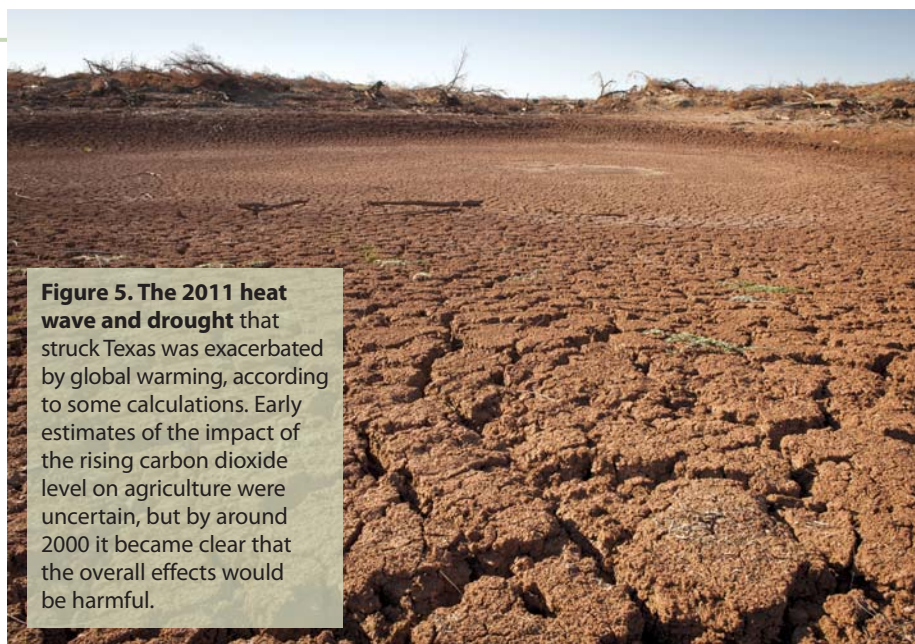 Figure 5. The 2011 heat
wave and drought that
struck Texas was exacerbated
by global warming, according
to some calculations. Early
estimates of the impact of
the rising carbon dioxide
level on agriculture were
uncertain, but by around
2000 it became clear that
the overall effects would
be harmful.